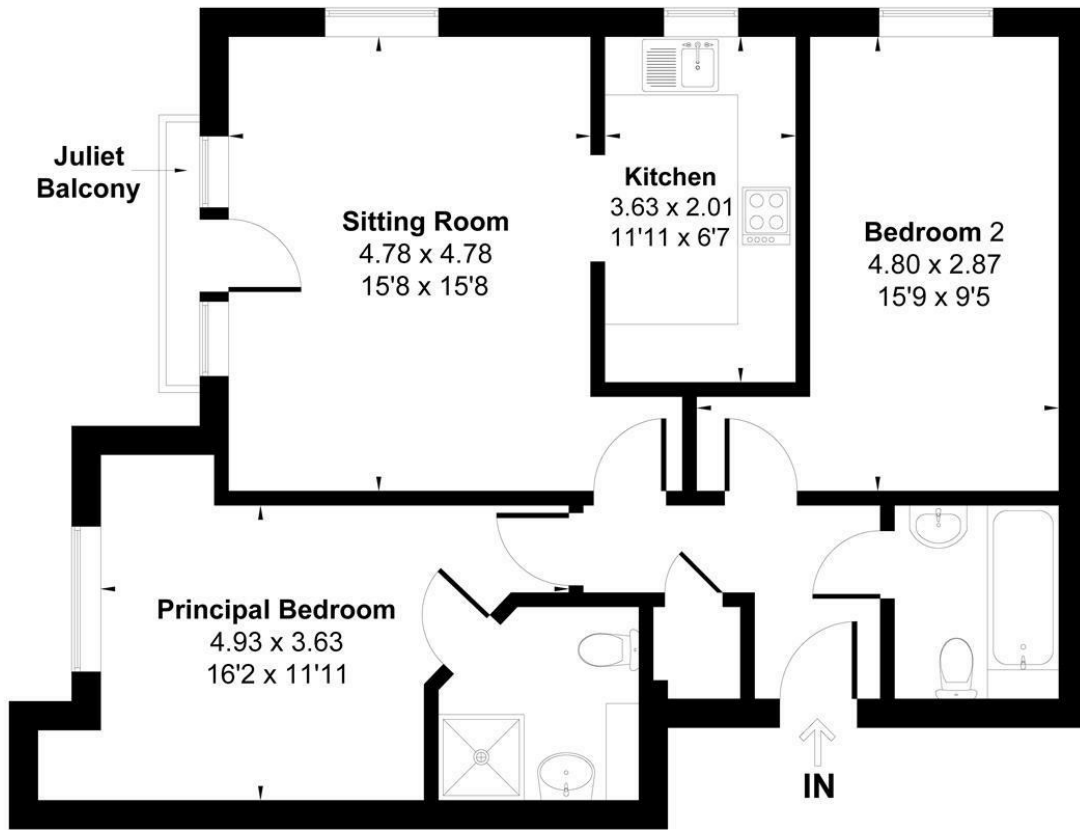 Juliet
Balcony
Sitting Room
4.78 x 4.78
15'8 x 15'8
Kitchen
3.63 x 2.01
11'11 x 6'7
Bedroom 2
4.80 x 2.87
15'9 x 9'5
Principal Bedroom
4.93 x 3.63
16'2 x 11'11
IN